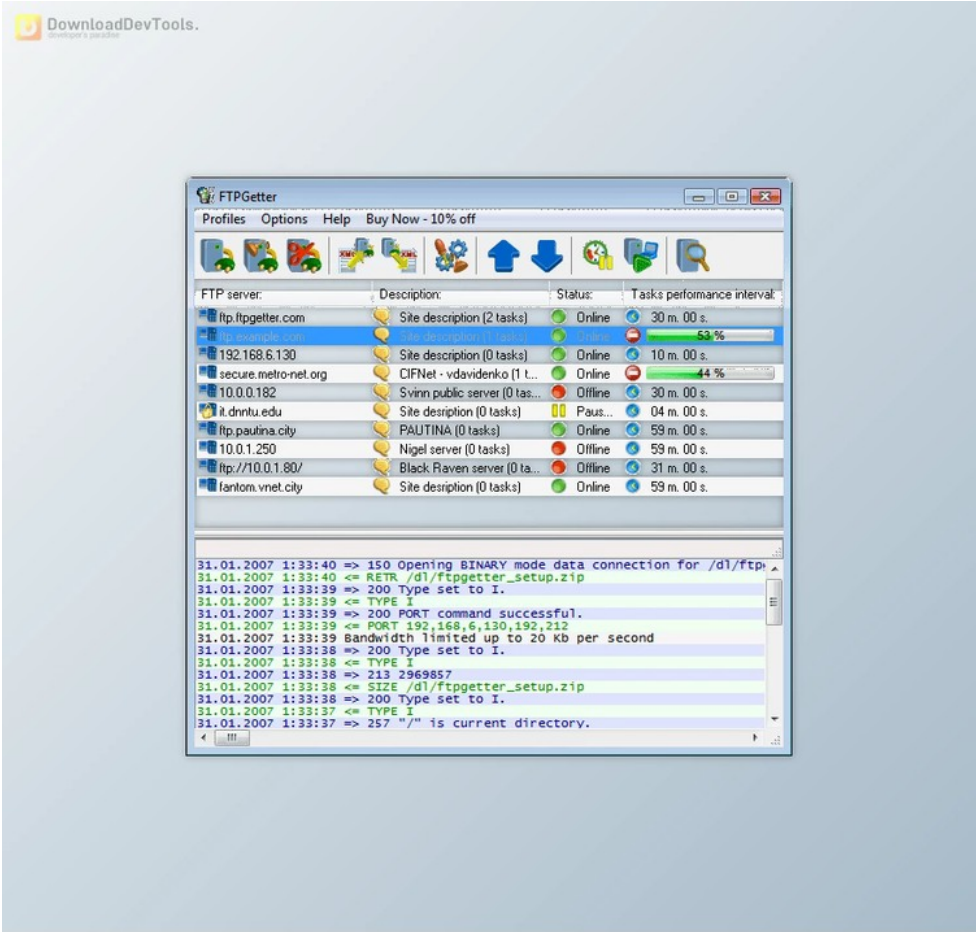 DownloadDevTools.
developer's paradise
FTPGetter
Profiles Options Help Buy Now - 10% off
XML XML
FTP server: Description: Status: Tasks performance interval:
ftp.ftpgetter.com Site description (2 tasks) Online 30 m. 00 s.
ftp.example.com Site description (1 tasks) Online 53 %
192.168.6.130 Site desription (0 tasks) Online 10 m. 00 s.
secure.metro-net.org CIFNet - vdavidenko (1 t... Online 44 %
10.0.0.182 Svinn public server (0 tas... Offline 30 m. 00 s.
it.dnntu.edu Site desription (0 tasks) Paus... 04 m. 00 s.
ftp.pautina.city PAUTINA (0 tasks) Online 59 m. 00 s.
10.0.1.250 Nigel server (0 tasks) Offline 59 m. 00 s.
ftp://10.0.1.80/ Black Raven server (0 ta... Offline 31 m. 00 s.
fantom.vnet.city Site desription (0 tasks) Online 59 m. 00 s.
31.01.2007 1:33:40 => 150 Opening BINARY mode data connection for /dl/ftp
31.01.2007 1:33:40 <= RETR /dl/ftpgetter_setup.zip
31.01.2007 1:33:39 => 200 Type set to I.
31.01.2007 1:33:39 <= TYPE I
31.01.2007 1:33:39 => 200 PORT command successful.
31.01.2007 1:33:39 <= PORT 192,168,6,130,192,212
31.01.2007 1:33:39 Bandwidth limited up to 20 Kb per second
31.01.2007 1:33:38 => 200 Type set to I.
31.01.2007 1:33:38 <= TYPE I
31.01.2007 1:33:38 => 213 2969857
31.01.2007 1:33:38 <= SIZE /dl/ftpgetter_setup.zip
31.01.2007 1:33:38 => 200 Type set to I.
31.01.2007 1:33:37 <= TYPE I
31.01.2007 1:33:37 => 257 "/" is current directory.